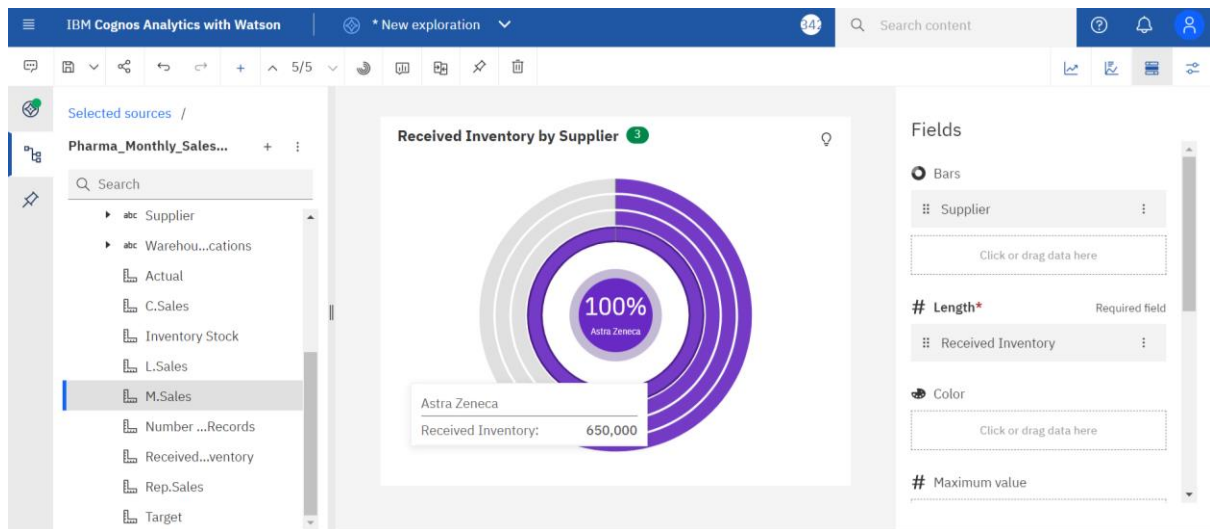 IBM Cognos Analytics with Watson
* New exploration
342
Search content
5/5
Selected sources /
Pharma_Monthly_Sales...
Search
abc Supplier
abc Warehou...cations
Actual
C.Sales
Inventory Stock
L.Sales
M.Sales
Number ...Records
Received...ventory
Rep.Sales
Target
Received Inventory by Supplier 3
100%
Astra Zeneca
Astra Zeneca
Received Inventory: 650,000
Fields
Bars
Supplier
Click or drag data here
# Length* Required field
Received Inventory
Color
Click or drag data here
# Maximum value